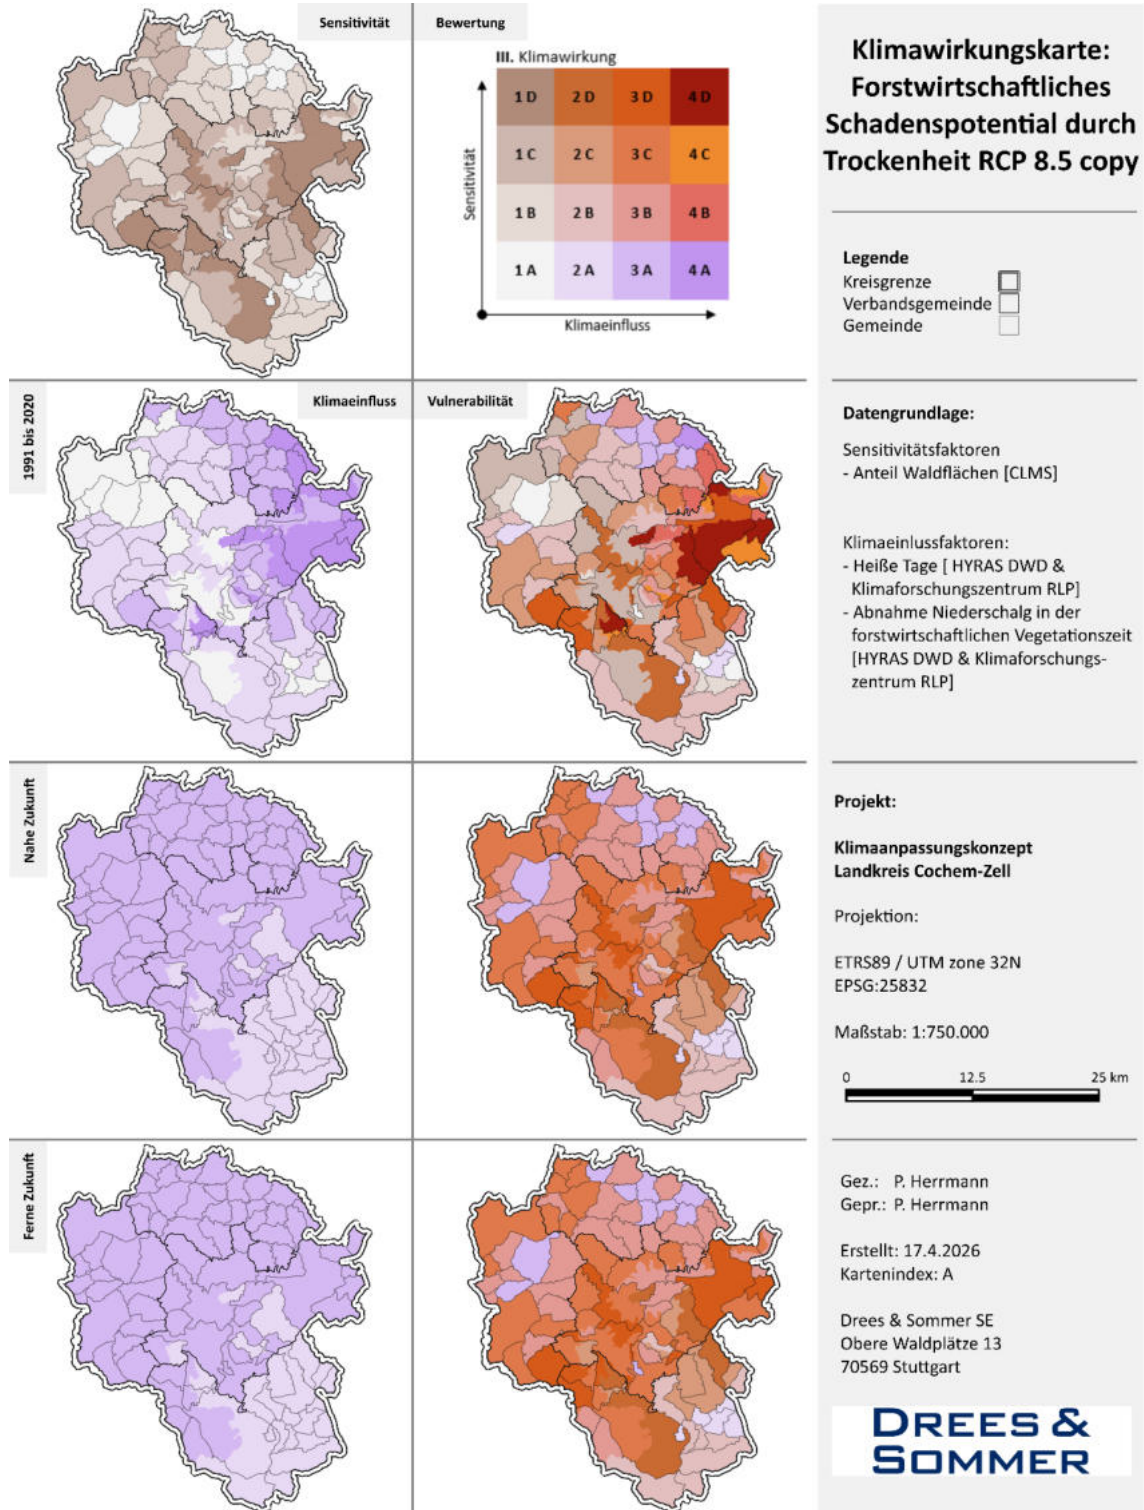 Sensitivität
Bewertung
III. Klimawirkung
1 D
2 D
3 D
4 D
1 C
2 C
3 C
4 C
1 B
2 B
3 B
4 B
1 A
2 A
3 A
4 A
Sensitivität
Klimaeinfluss
Klimawirkungskarte:
Forstwirtschaftliches
Schadenspotential durch
Trockenheit RCP 8.5 copy
Legende
Kreisgrenze
Verbandsgemeinde
Gemeinde
1991 bis 2020
Klimaeinfluss
Vulnerabilität
Datengrundlage:
Sensitivitätsfaktoren
- Anteil Waldflächen [CLMS]
Klimaeinlussfaktoren:
- Heiße Tage [ HYRAS DWD &
Klimaforschungszentrum RLP]
- Abnahme Niederschalg in der
forstwirtschaftlichen Vegetationszeit
[HYRAS DWD & Klimaforschungs-
zentrum RLP]
Nahe Zukunft
Projekt:
Klimaanpassungskonzept
Landkreis Cochem-Zell
Projektion:
ETRS89 / UTM zone 32N
EPSG:25832
Maßstab: 1:750.000
0 12.5 25 km
Ferne Zukunft
Gez.: P. Herrmann
Gepr.: P. Herrmann
Erstellt: 17.4.2026
Kartenindex: A
Drees & Sommer SE
Obere Waldplätze 13
70569 Stuttgart
DREES &
SOMMER